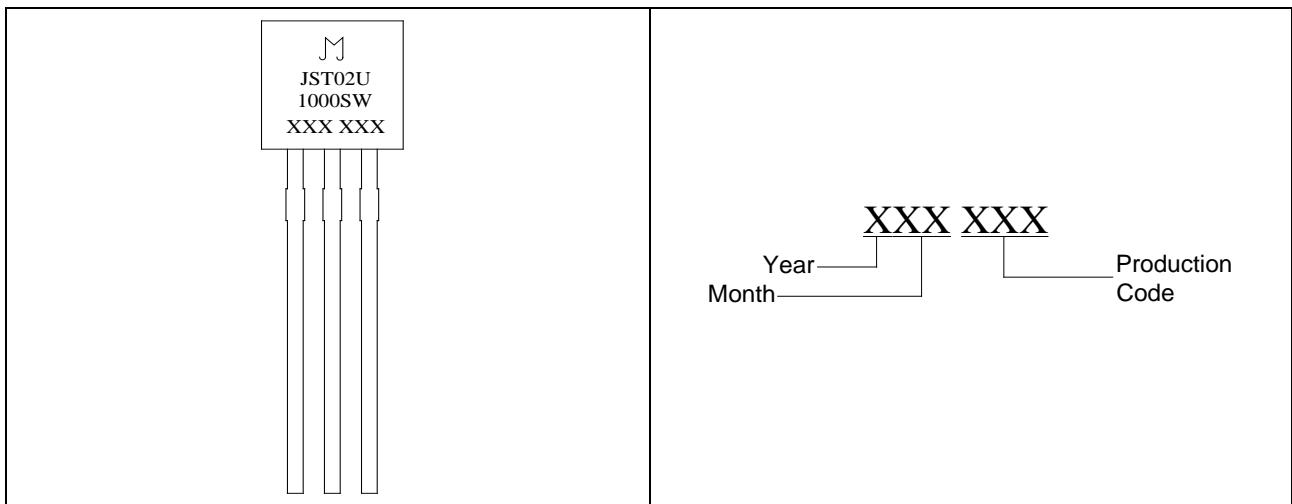 JST02U
1000SW
XXX XXX
XXX XXX
Year
Month
Production
Code